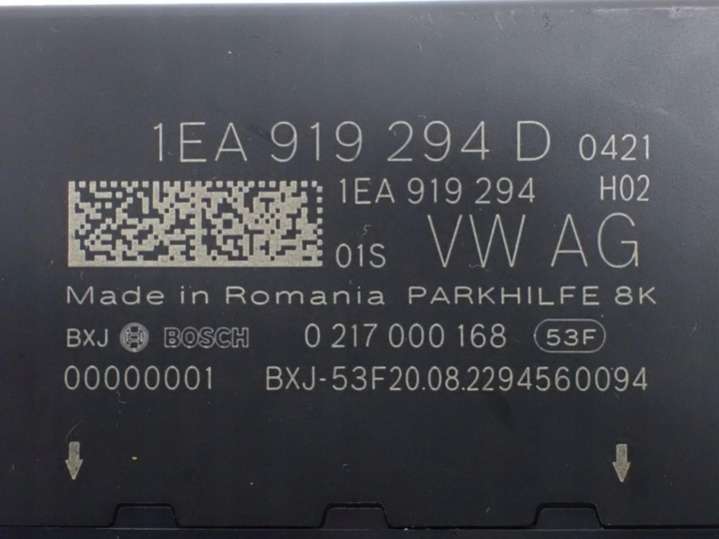 1EA 919 294 D 0421
1EA 919 294 H02
01S VW AG
Made in Romania PARKHILFE 8K
BXJ BOSCH 0 217 000 168 53F
00000001 BXJ-53F20.08.2294560094